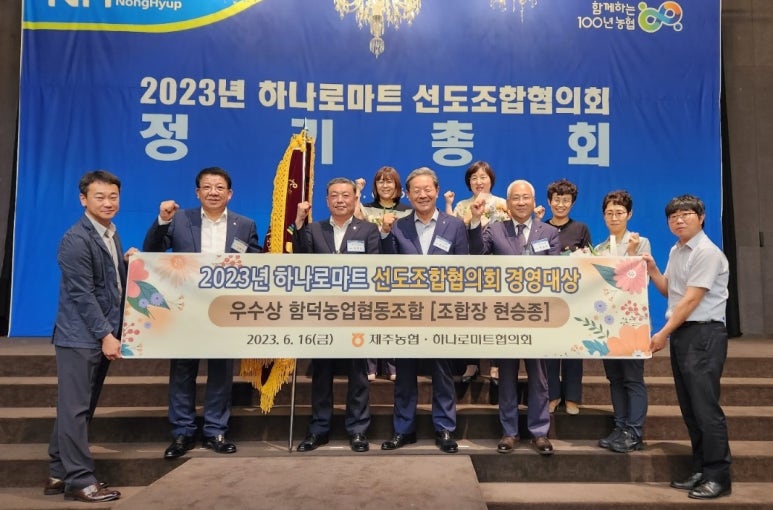 NH NongHyup
함께하는
100년 농협
2023년 하나로마트 선도조합협의회
정 기 총 회
2023년 하나로마트 선도조합협의회 경영대상
우수상 함덕농업협동조합 [조합장 현승종]
2023. 6. 16(금) 제주농협 · 하나로마트협의회